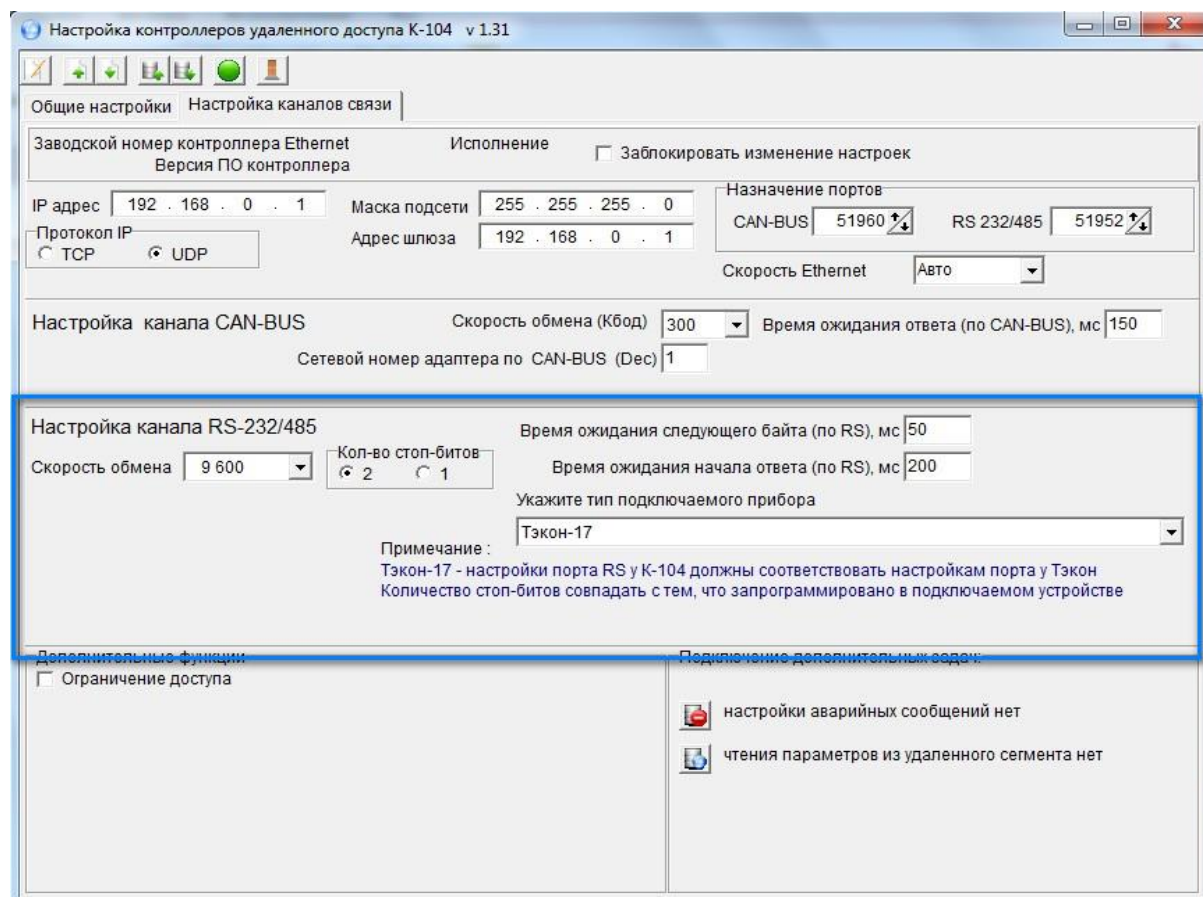 Настройка контроллеров удаленного доступа К-104 v 1.31
Общие настройки Настройка каналов связи
Заводской номер контроллера Ethernet Исполнение
Заблокировать изменение настроек
Версия ПО контроллера
Назначение портов
IP адрес 192 . 168 . 0 . 1 Маска подсети 255 . 255 . 255 . 0
CAN-BUS 51960 RS 232/485 51952
Протокол IP
TCP UDP
Адрес шлюза 192 . 168 . 0 . 1
Скорость Ethernet Авто
Настройка канала CAN-BUS Скорость обмена (Кбод) 300 Время ожидания ответа (по CAN-BUS), мс 150
Сетевой номер адаптера по CAN-BUS (Dec) 1
Настройка канала RS-232/485 Время ожидания следующего байта (по RS), мс 50
Кол-во стоп-битов
Скорость обмена 9 600 2 1 Время ожидания начала ответа (по RS), мс 200
Укажите тип подключаемого прибора
Тэкон-17
Примечание :
Тэкон-17 - настройки порта RS у К-104 должны соответствовать настройкам порта у Тэкон
Количество стоп-битов совпадать с тем, что запрограммировано в подключаемом устройстве
Дополнительные функции Подключение дополнительных задач:
Ограничение доступа
настройки аварийных сообщений нет
чтения параметров из удаленного сегмента нет